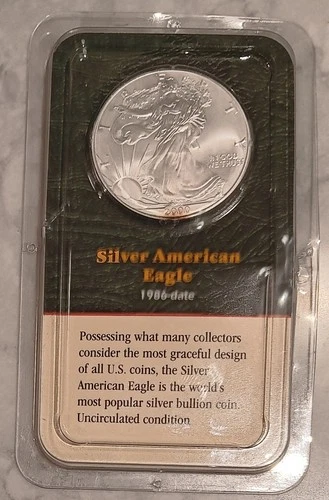 LIBERTY
IN GOD
WE TRUST
2000
Silver American
Eagle
1986-date
Possessing what many collectors
consider the most graceful design
of all U.S. coins, the Silver
American Eagle is the world's
most popular silver bullion coin.
Uncirculated condition